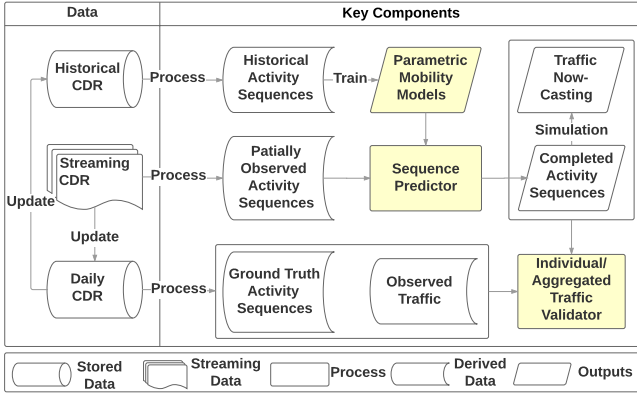 Data
Key Components
Historical
CDR
Process
Historical
Activity
Sequences
Train
Parametric
Mobility
Models
Traffic
Now-
Casting
Simulation
Streaming
CDR
Process
Patially
Observed
Activity
Sequences
Sequence
Predictor
Completed
Activity
Sequences
Update
Update
Daily
CDR
Process
Ground Truth
Activity
Sequences
Observed
Traffic
Individual/
Aggregated
Traffic
Validator
Stored
Data
Streaming
Data
Process
Derived
Data
Outputs